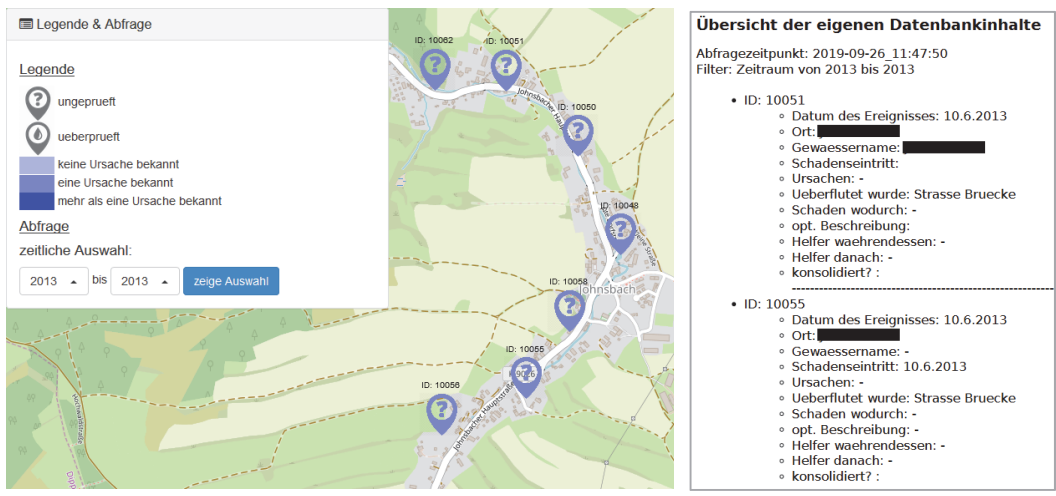 Legende & Abfrage
Legende
ungeprueft
ueberprueft
keine Ursache bekannt
eine Ursache bekannt
mehr als eine Ursache bekannt
Abfrage
zeitliche Auswahl:
2013 bis 2013 zeige Auswahl
ID: 10062
ID: 10051
Johnsbacher Haup
ID: 10050
ID: 10048
ID: 10058
Johnsbach
ID: 10055
K 9026
ID: 10056
Johnsbacher Hauptstraße
Hochwaldstraße
Dipp
Übersicht der eigenen Datenbankinhalte
Abfragezeitpunkt: 2019-09-26_11:47:50
Filter: Zeitraum von 2013 bis 2013
• ID: 10051
◦ Datum des Ereignisses: 10.6.2013
◦ Ort:
◦ Gewaessername:
◦ Schadenseintritt:
◦ Ursachen: -
◦ Ueberflutet wurde: Strasse Bruecke
◦ Schaden wodurch: -
◦ opt. Beschreibung:
◦ Helfer waehrendessen: -
◦ Helfer danach: -
◦ konsolidiert? :
------------------------------------------------------------
• ID: 10055
◦ Datum des Ereignisses: 10.6.2013
◦ Ort:
◦ Gewaessername: -
◦ Schadenseintritt: 10.6.2013
◦ Ursachen: -
◦ Ueberflutet wurde: Strasse Bruecke
◦ Schaden wodurch: -
◦ opt. Beschreibung: -
◦ Helfer waehrendessen: -
◦ Helfer danach: -
◦ konsolidiert? :